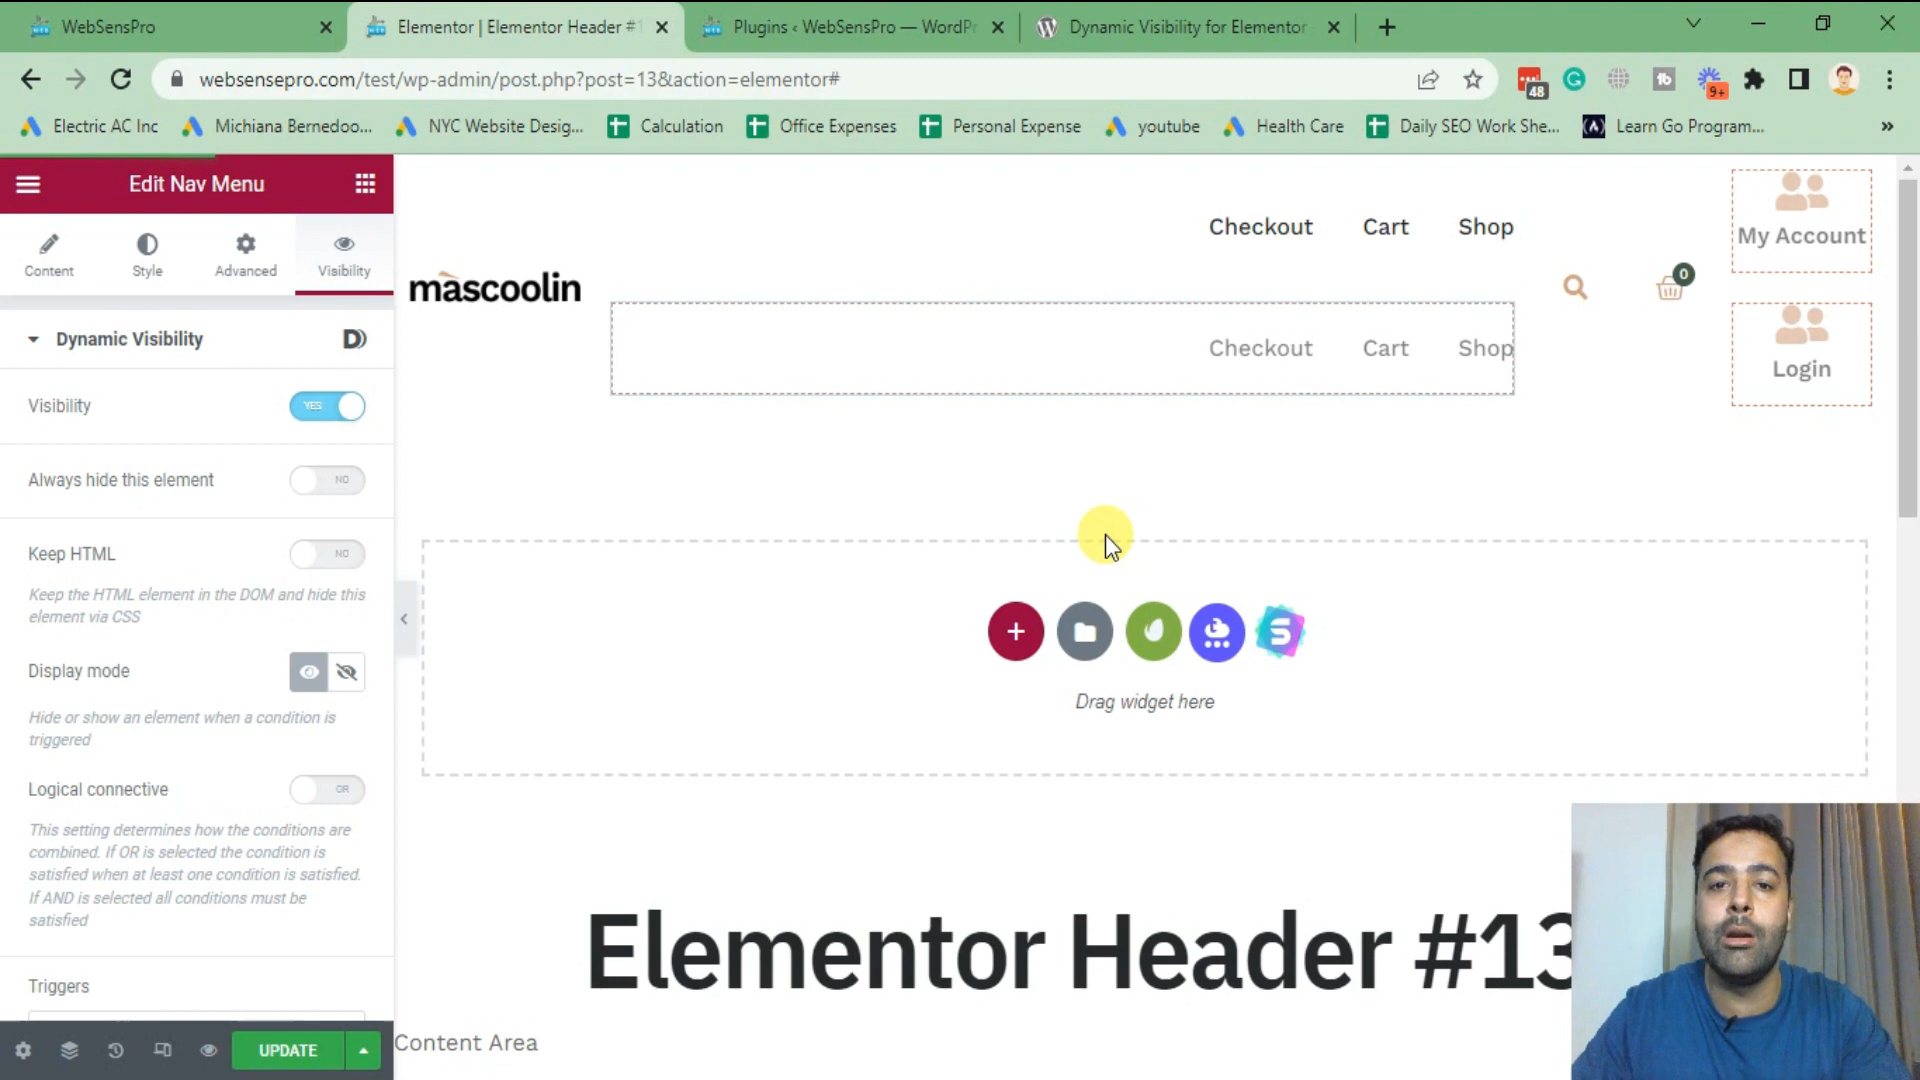 WebSensPro
Elementor | Elementor Header #1
Plugins ‹ WebSensPro — WordPr
Dynamic Visibility for Elementor
websensepro.com/test/wp-admin/post.php?post=13&action=elementor#
48
9+
Electric AC Inc
Michiana Bernedoo...
NYC Website Desig...
Calculation
Office Expenses
Personal Expense
youtube
Health Care
Daily SEO Work She...
Learn Go Program...
»
Edit Nav Menu
Content
Style
Advanced
Visibility
Dynamic Visibility
Visibility
YES
Always hide this element
NO
Keep HTML
NO
Keep the HTML element in the DOM and hide this
element via CSS
Display mode
Hide or show an element when a condition is
triggered
Logical connective
OR
This setting determines how the conditions are
combined. If OR is selected the condition is
satisfied when at least one condition is satisfied.
If AND is selected all conditions must be
satisfied
Triggers
UPDATE
mascoolin
Checkout
Cart
Shop
Checkout
Cart
Shop
0
My Account
Login
Drag widget here
Elementor Header #13
Content Area